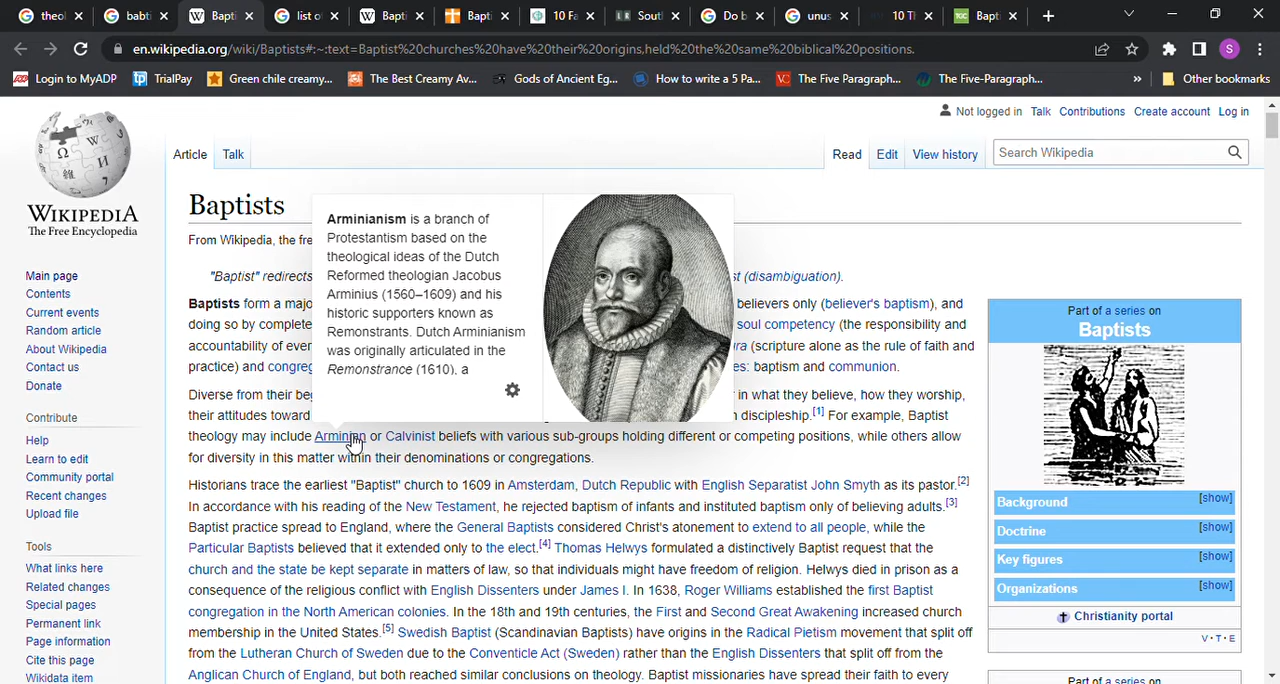 theol
babti
Bapti
list o
Bapti
Bapti
10 Fa
Sout
Do b
unus
10 Th
Bapti
en.wikipedia.org/wiki/Baptists#:~:text=Baptist%20churches%20have%20their%20origins,held%20the%20same%20biblical%20positions.
Login to MyADP
TrialPay
Green chile creamy...
The Best Creamy Av...
Gods of Ancient Eg...
How to write a 5 Pa...
The Five Paragraph...
The Five-Paragraph...
»
Other bookmarks
Not logged in Talk Contributions Create account Log in
Article Talk
Read Edit View history
Search Wikipedia
WIKIPEDIA
The Free Encyclopedia
Main page
Contents
Current events
Random article
About Wikipedia
Contact us
Donate
Contribute
Help
Learn to edit
Community portal
Recent changes
Upload file
Tools
What links here
Related changes
Special pages
Permanent link
Page information
Cite this page
Wikidata item
Baptists
From Wikipedia, the fre
"Baptist" redirects st (disambiguation).
Baptists form a majo believers only (believer's baptism), and
doing so by complete soul competency (the responsibility and
accountability of ever ura (scripture alone as the rule of faith and
practice) and congreg es: baptism and communion.
Diverse from their beg in what they believe, how they worship,
their attitudes toward n discipleship.[1] For example, Baptist
theology may include Arminian or Calvinist beliefs with various sub-groups holding different or competing positions, while others allow
for diversity in this matter within their denominations or congregations.
Arminianism is a branch of
Protestantism based on the
theological ideas of the Dutch
Reformed theologian Jacobus
Arminius (1560–1609) and his
historic supporters known as
Remonstrants. Dutch Arminianism
was originally articulated in the
Remonstrance (1610), a
Historians trace the earliest "Baptist" church to 1609 in Amsterdam, Dutch Republic with English Separatist John Smyth as its pastor.[2]
In accordance with his reading of the New Testament, he rejected baptism of infants and instituted baptism only of believing adults.[3]
Baptist practice spread to England, where the General Baptists considered Christ's atonement to extend to all people, while the
Particular Baptists believed that it extended only to the elect.[4] Thomas Helwys formulated a distinctively Baptist request that the
church and the state be kept separate in matters of law, so that individuals might have freedom of religion. Helwys died in prison as a
consequence of the religious conflict with English Dissenters under James I. In 1638, Roger Williams established the first Baptist
congregation in the North American colonies. In the 18th and 19th centuries, the First and Second Great Awakening increased church
membership in the United States.[5] Swedish Baptist (Scandinavian Baptists) have origins in the Radical Pietism movement that split off
from the Lutheran Church of Sweden due to the Conventicle Act (Sweden) rather than the English Dissenters that split off from the
Anglican Church of England, but both reached similar conclusions on theology. Baptist missionaries have spread their faith to every
Part of a series on
Baptists
Background [show]
Doctrine [show]
Key figures [show]
Organizations [show]
Christianity portal
V·T·E
Part of a series on